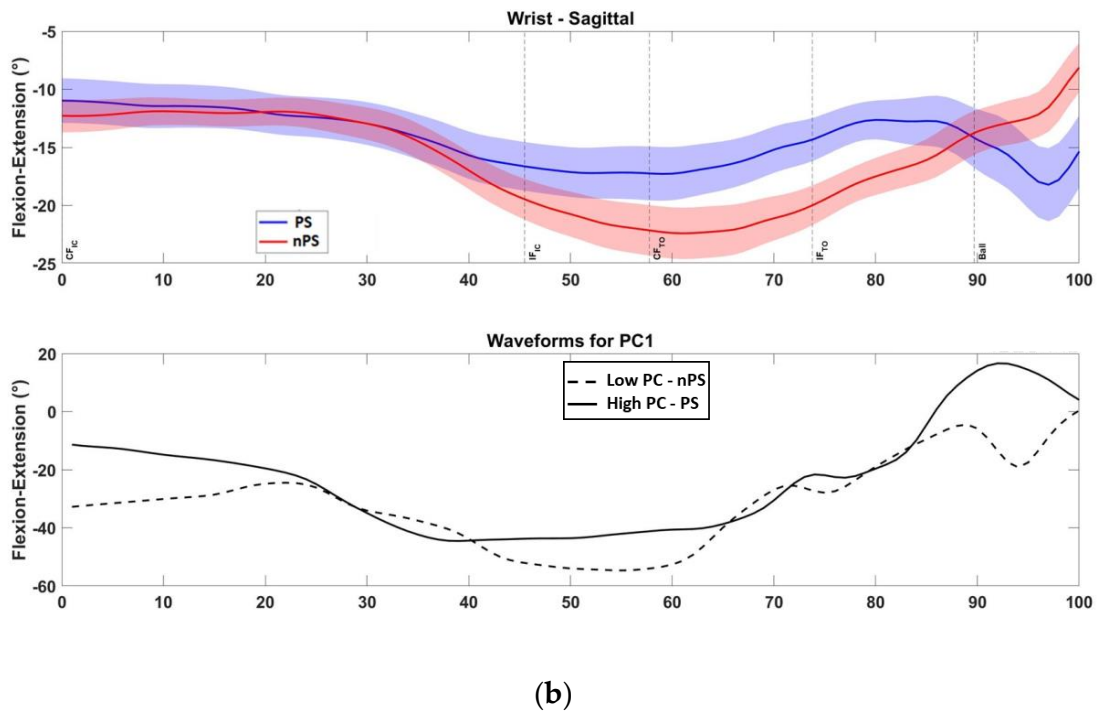 Wrist - Sagittal
Flexion-Extension (°)
-5
-10
-15
-20
-25
PS
nPS
CF_IC
IF_IC
CF_TO
IF_TO
Ball
0 10 20 30 40 50 60 70 80 90 100
Waveforms for PC1
Flexion-Extension (°)
20
0
-20
-40
-60
Low PC - nPS
High PC - PS
0 10 20 30 40 50 60 70 80 90 100
(b)